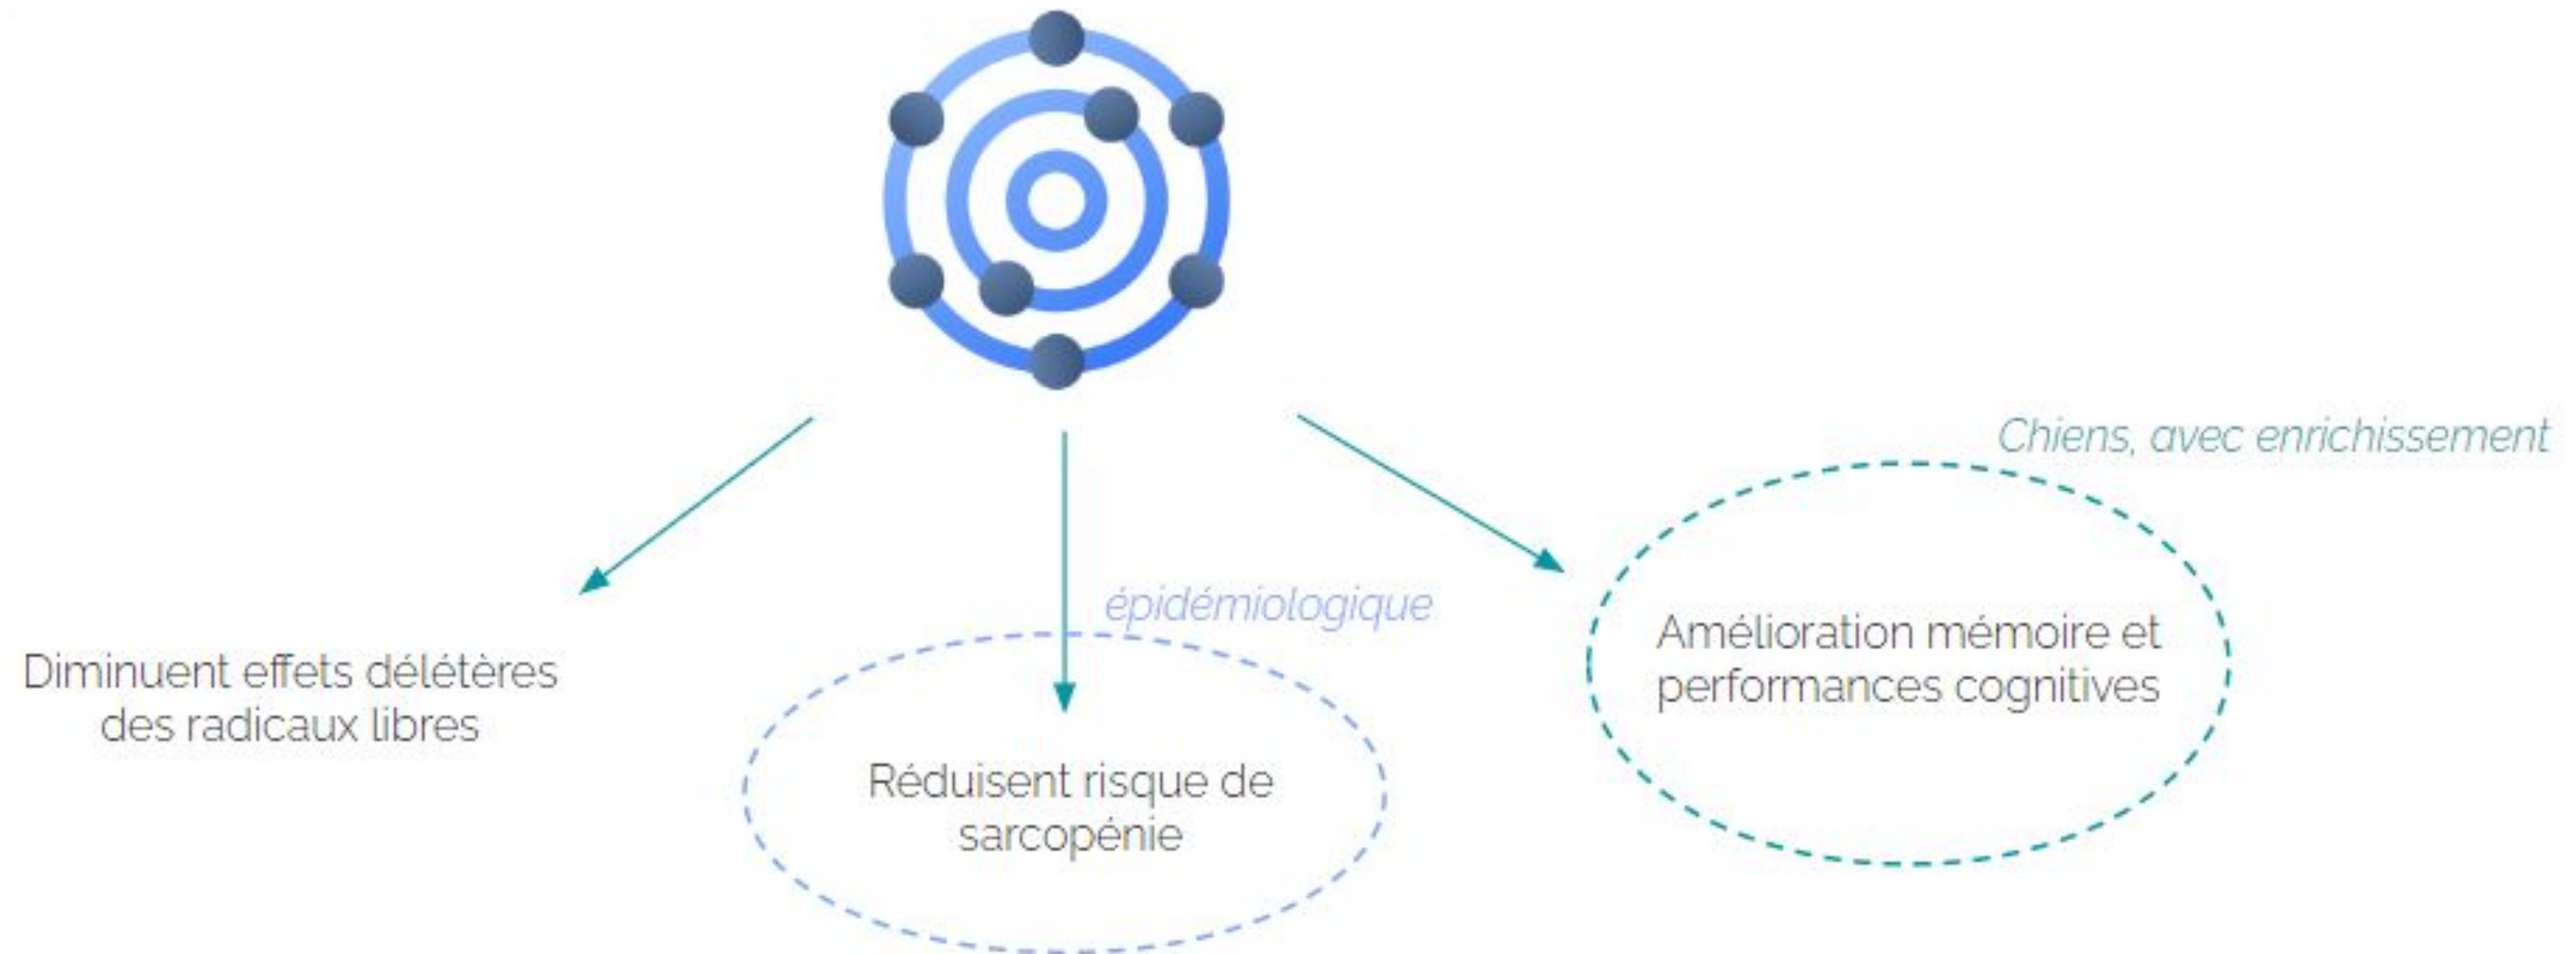 Chiens, avec enrichissement
épidémiologique
Amélioration mémoire et
performances cognitives
Diminuent effets délétères
des radicaux libres
Réduisent risque de
sarcopénie